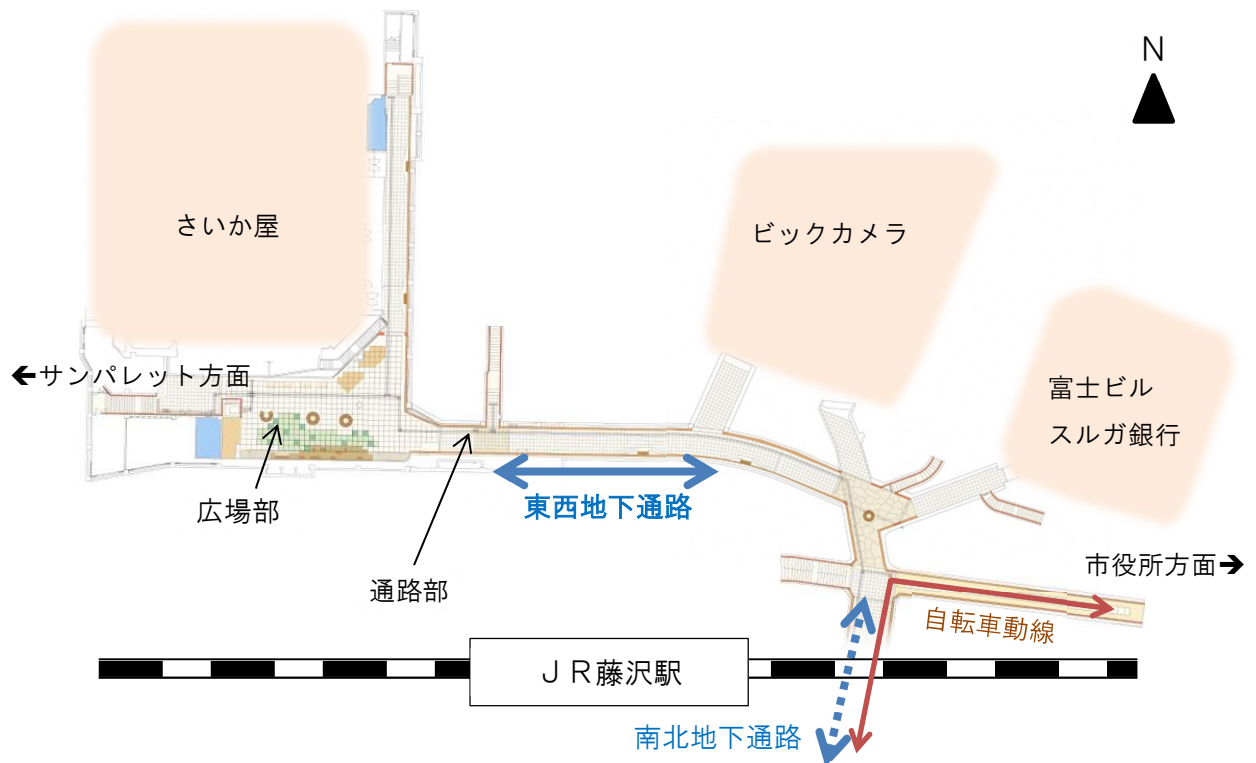 N
さいか屋
ビックカメラ
←サンパレット方面
富士ビル
スルガ銀行
広場部
東西地下通路
通路部
市役所方面→
自転車動線
ＪＲ藤沢駅
南北地下通路